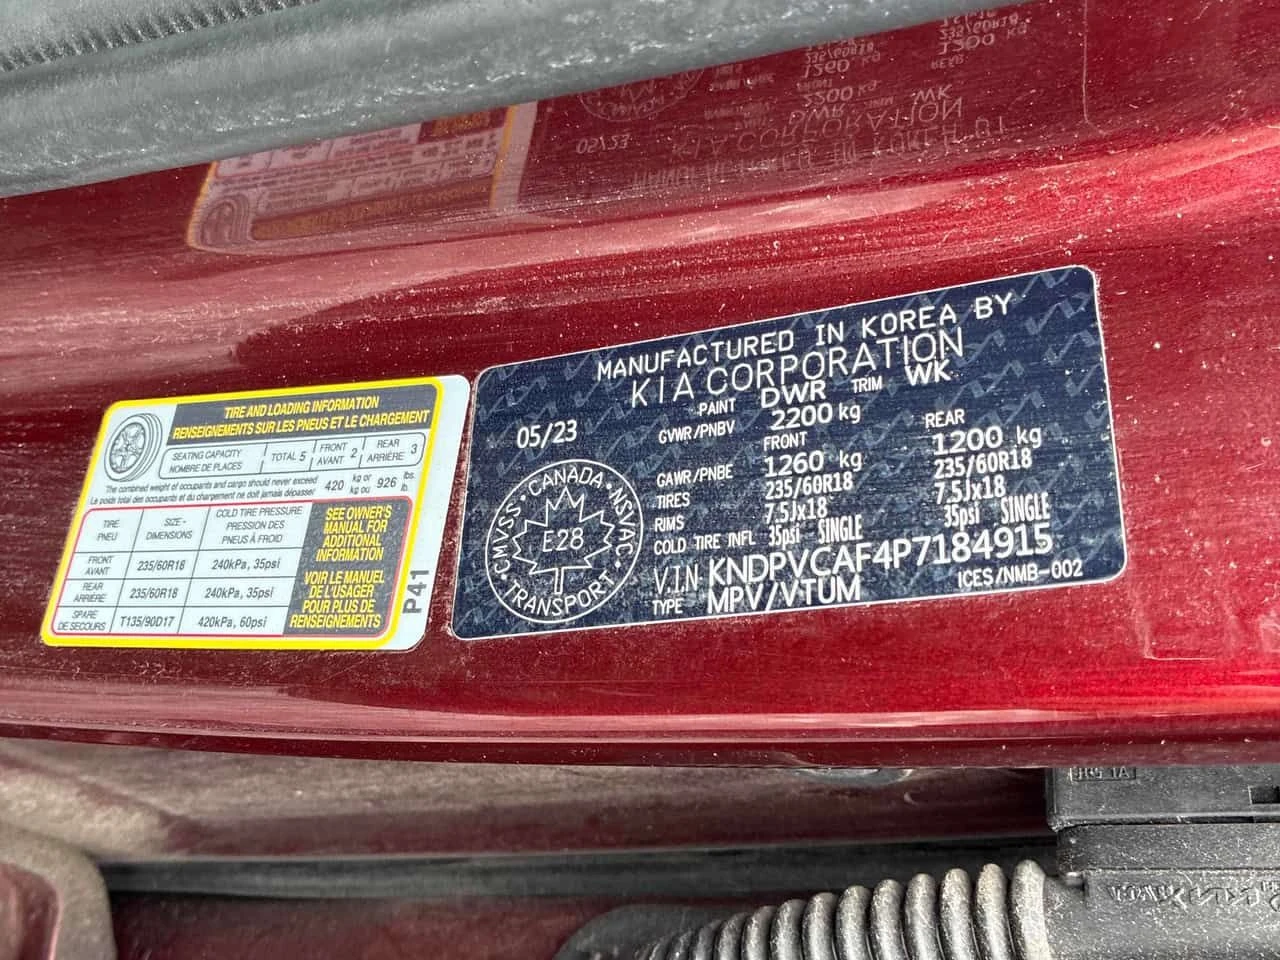 TIRE AND LOADING INFORMATION
RENSEIGNEMENTS SUR LES PNEUS ET LE CHARGEMENT
SEATING CAPACITY
NOMBRE DE PLACES
TOTAL 5
FRONT
AVANT 2
REAR
ARRIÈRE 3
The combined weight of occupants and cargo should never exceed
Le poids total des occupants et du chargement ne doit jamais dépasser
420 kg or kg ou 926 lbs. lb.
TIRE
PNEU
SIZE -
DIMENSIONS
COLD TIRE PRESSURE
PRESSION DES
PNEUS À FROID
FRONT
AVANT
235/60R18
240kPa, 35psi
REAR
ARRIÈRE
235/60R18
240kPa, 35psi
SPARE
DE SECOURS
T135/90D17
420kPa, 60psi
SEE OWNER'S
MANUAL FOR
ADDITIONAL
INFORMATION
VOIR LE MANUEL
DE L'USAGER
POUR PLUS DE
RENSEIGNEMENTS
P41
MANUFACTURED IN KOREA BY
KIA CORPORATION
05/23
PAINT DWR TRIM WK
GVWR/PNBV 2200 kg
FRONT REAR
GAWR/PNBE 1260 kg 1200 kg
TIRES 235/60R18 235/60R18
RIMS 7.5Jx18 7.5Jx18
COLD TIRE INFL 35psi SINGLE 35psi SINGLE
V.I.N KNDPVCAF4P7184915
TYPE MPV/VTUM ICES/NMB-002
CANADA
CMVSS NSVAC
E28
TRANSPORT